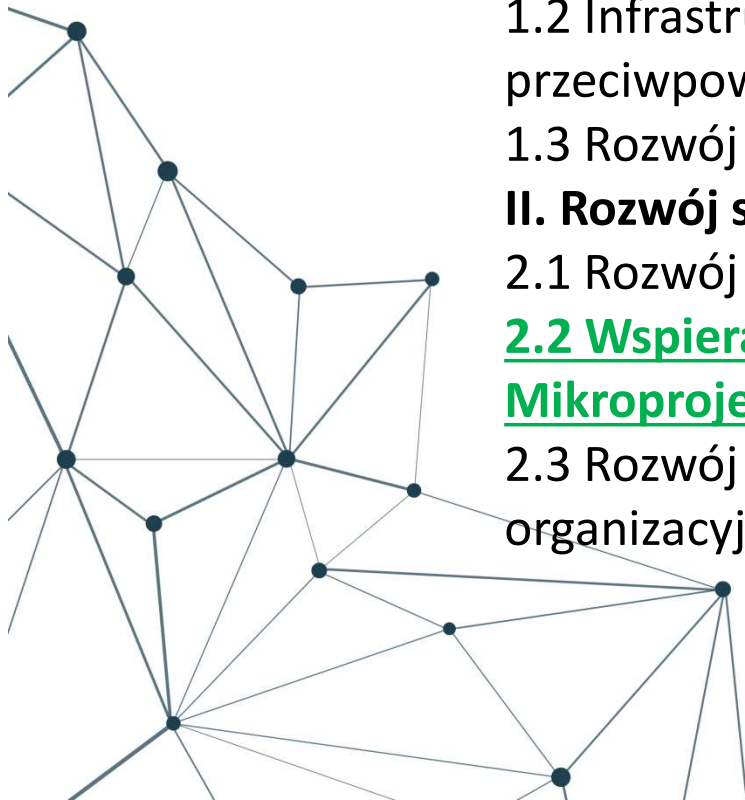 1.2 Infrastru
przeciwpow
1.3 Rozwój
II. Rozwój s
2.1 Rozwój
2.2 Wspiera
Mikroproje
2.3 Rozwój
organizacyj